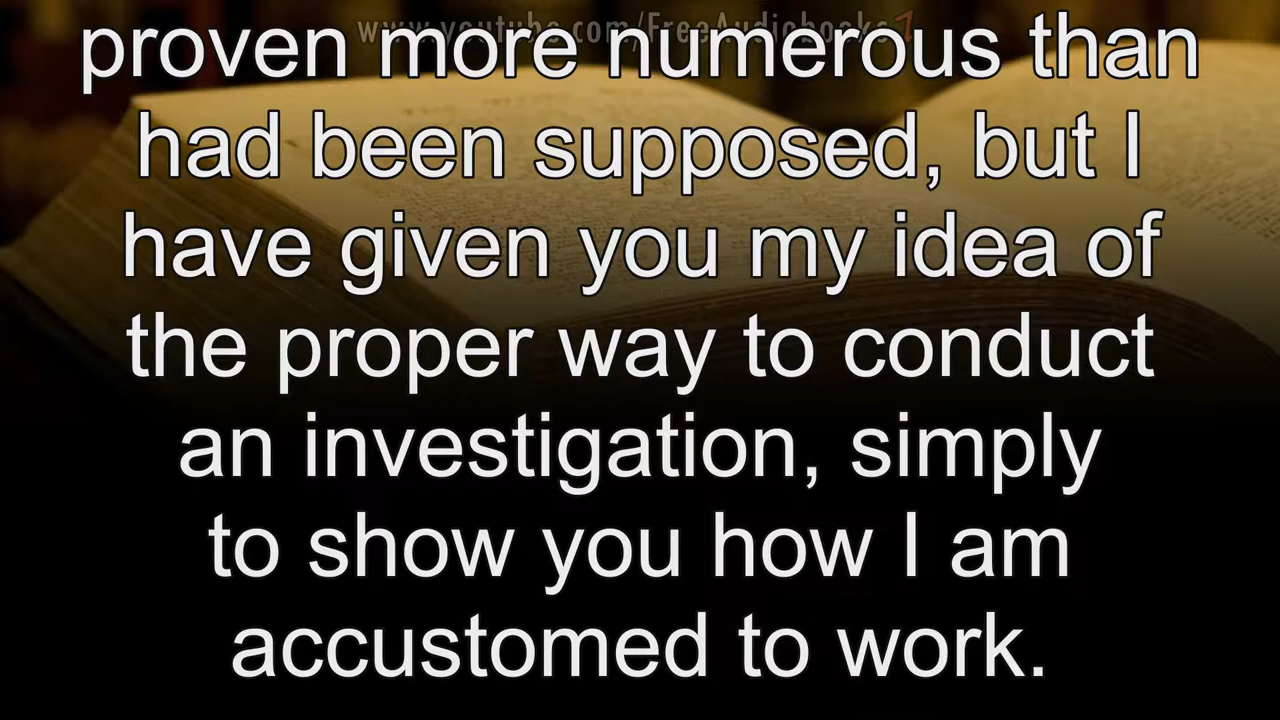 www.youtube.com/FreeAudiobooks1
proven more numerous than
had been supposed, but I
have given you my idea of
the proper way to conduct
an investigation, simply
to show you how I am
accustomed to work.